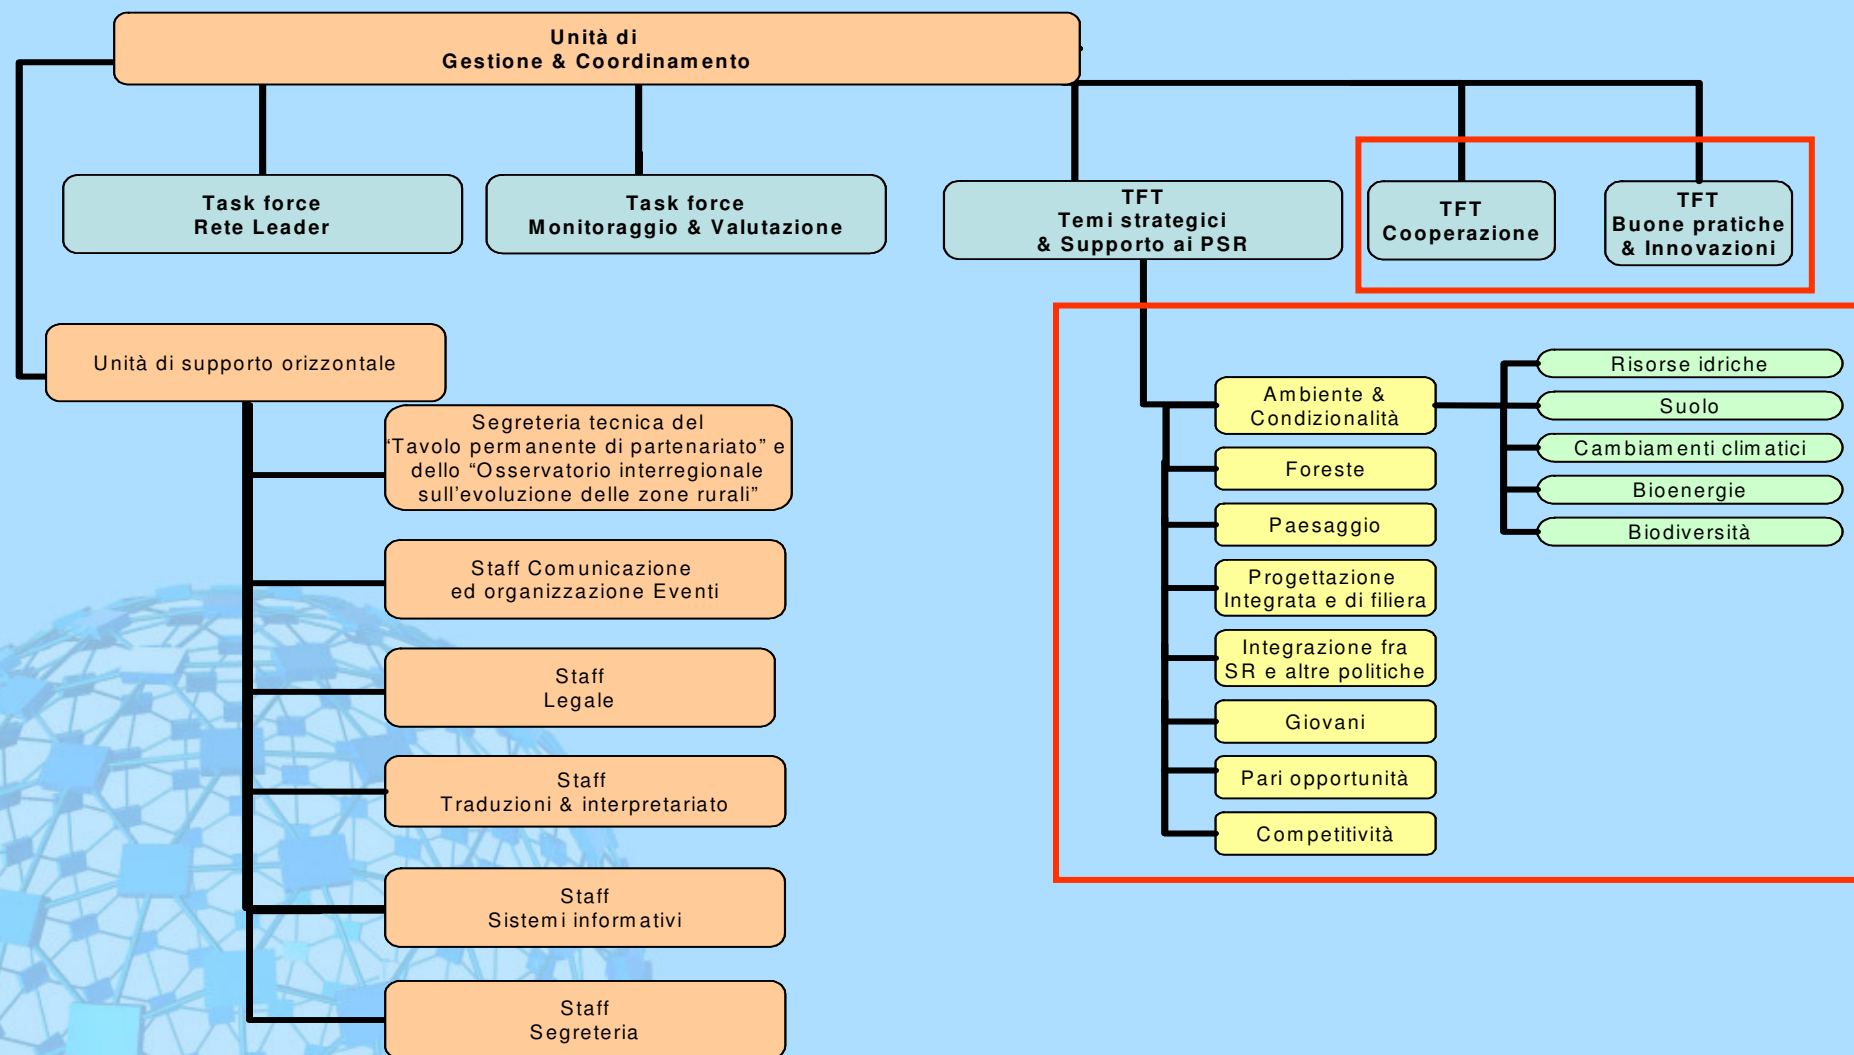 Unità di
Gestione & Coordinamento
Task force
Rete Leader
Task force
Monitoraggio & Valutazione
TFT
Temi strategici
& Supporto ai PSR
TFT
Cooperazione
TFT
Buone pratiche
& Innovazioni
Unità di supporto orizzontale
Segreteria tecnica del
“Tavolo permanente di partenariato” e
dello “Osservatorio interregionale
sull'evoluzione delle zone rurali”
Staff Comunicazione
ed organizzazione Eventi
Staff
Legale
Staff
Traduzioni & interpretariato
Staff
Sistemi informativi
Staff
Segreteria
Ambiente &
Condizionalità
Foreste
Paesaggio
Progettazione
Integrata e di filiera
Integrazione fra
SR e altre politiche
Giovani
Pari opportunità
Competitività
Risorse idriche
Suolo
Cambiamenti climatici
Bioenergie
Biodiversità